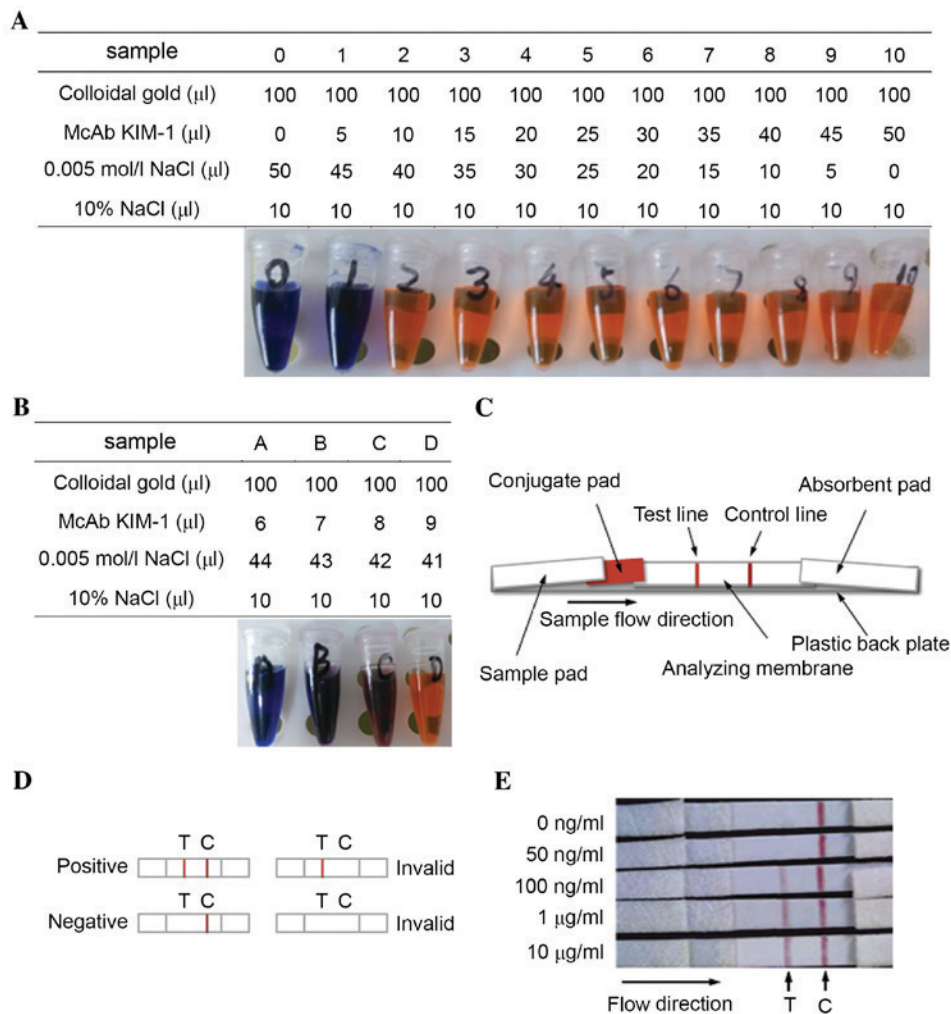 A
sample 0 1 2 3 4 5 6 7 8 9 10
Colloidal gold (µl) 100 100 100 100 100 100 100 100 100 100 100
McAb KIM-1 (µl) 0 5 10 15 20 25 30 35 40 45 50
0.005 mol/l NaCl (µl) 50 45 40 35 30 25 20 15 10 5 0
10% NaCl (µl) 10 10 10 10 10 10 10 10 10 10 10
0 1 2 3 4 5 6 7 8 9 10
B
sample A B C D
Colloidal gold (µl) 100 100 100 100
McAb KIM-1 (µl) 6 7 8 9
0.005 mol/l NaCl (µl) 44 43 42 41
10% NaCl (µl) 10 10 10 10
A B C D
C
Conjugate pad
Absorbent pad
Test line
Control line
Sample flow direction
Plastic back plate
Sample pad
Analyzing membrane
D
T C
T C
Positive
Invalid
T C
T C
Negative
Invalid
E
0 ng/ml
50 ng/ml
100 ng/ml
1 µg/ml
10 µg/ml
Flow direction
T C